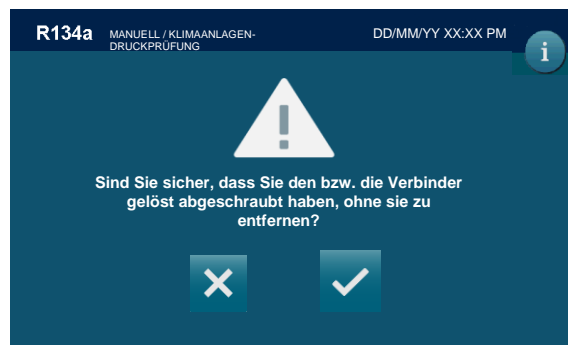 R134a
MANUELL / KLIMAANLAGEN-
DRUCKPRÜFUNG
DD/MM/YY XX:XX PM
i
!
Sind Sie sicher, dass Sie den bzw. die Verbinder
gelöst abgeschraubt haben, ohne sie zu
entfernen?